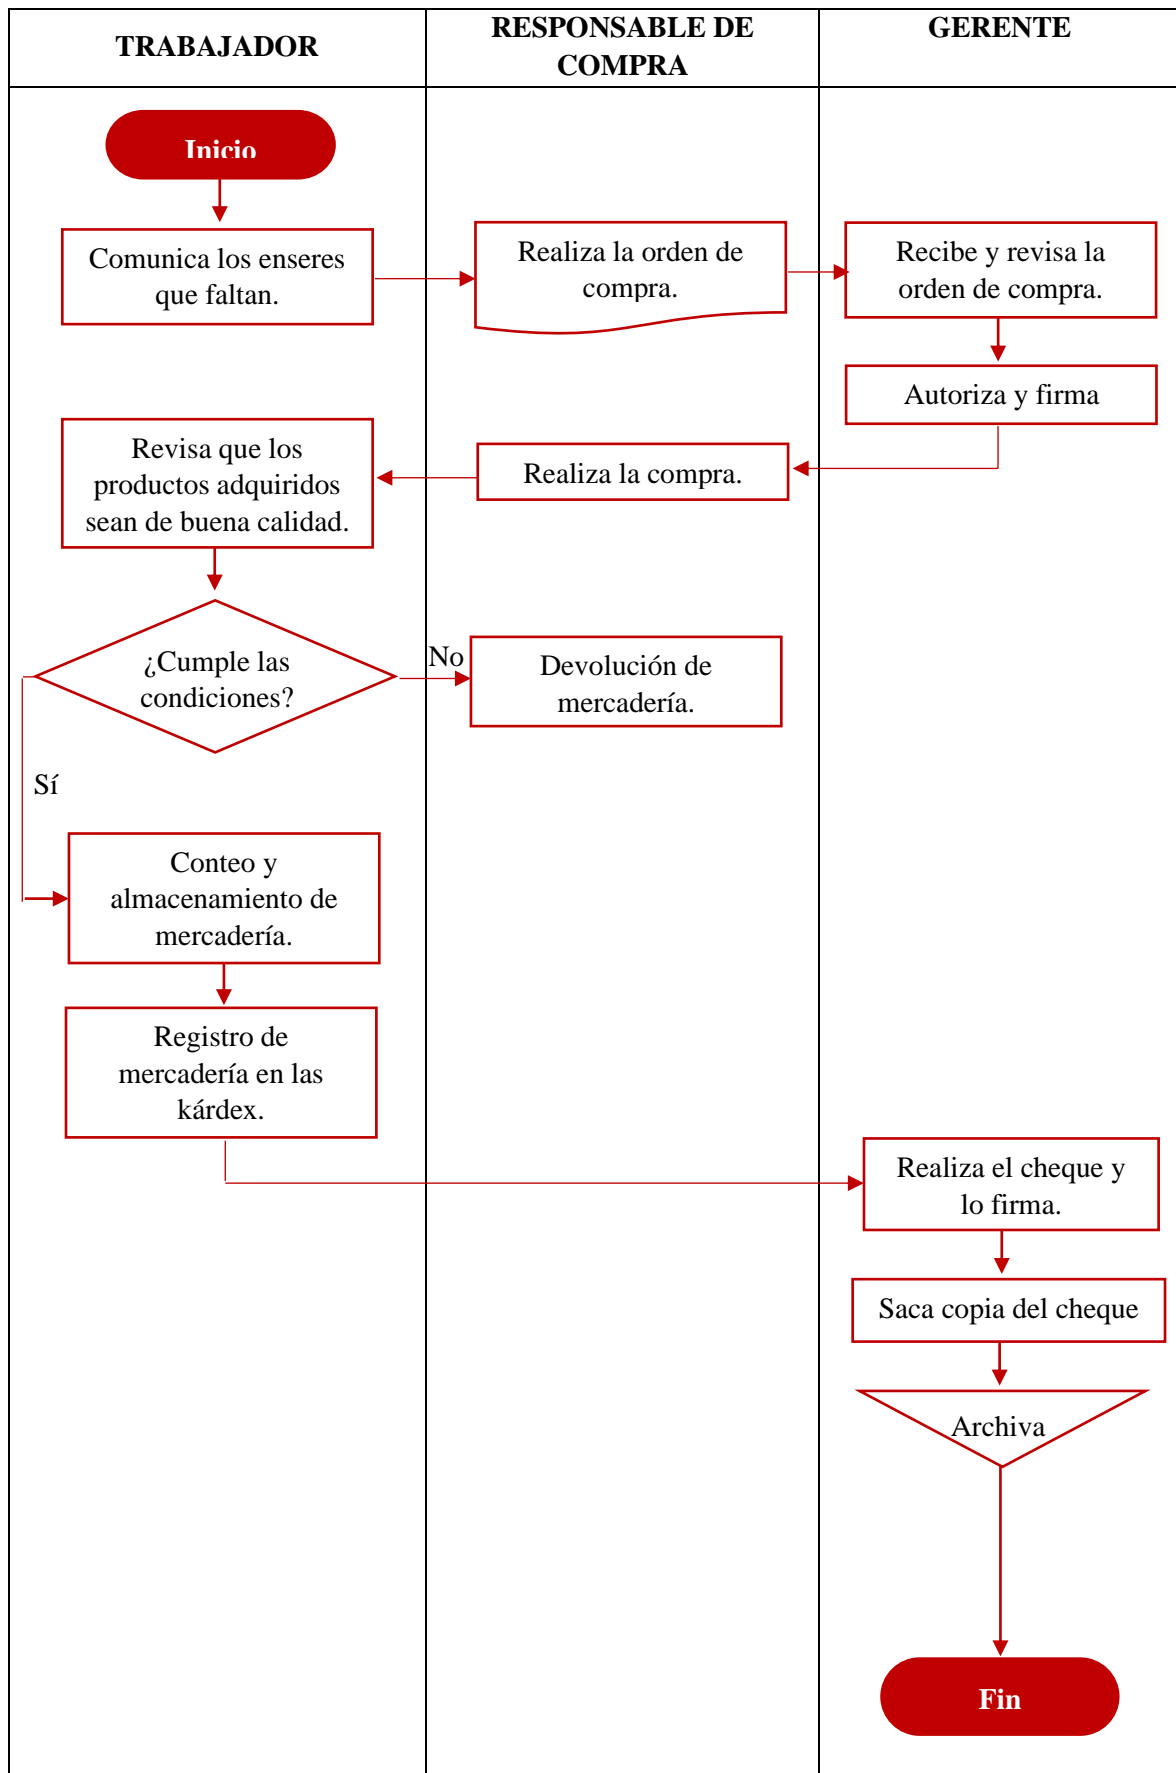 TRABAJADOR
RESPONSABLE DE
COMPRA
GERENTE
Inicio
Comunica los enseres
que faltan.
Realiza la orden de
compra.
Recibe y revisa la
orden de compra.
Autoriza y firma
Realiza la compra.
Revisa que los
productos adquiridos
sean de buena calidad.
¿Cumple las
condiciones?
No
Devolución de
mercadería.
Sí
Conteo y
almacenamiento de
mercadería.
Registro de
mercadería en las
kárdex.
Realiza el cheque y
lo firma.
Saca copia del cheque
Archiva
Fin